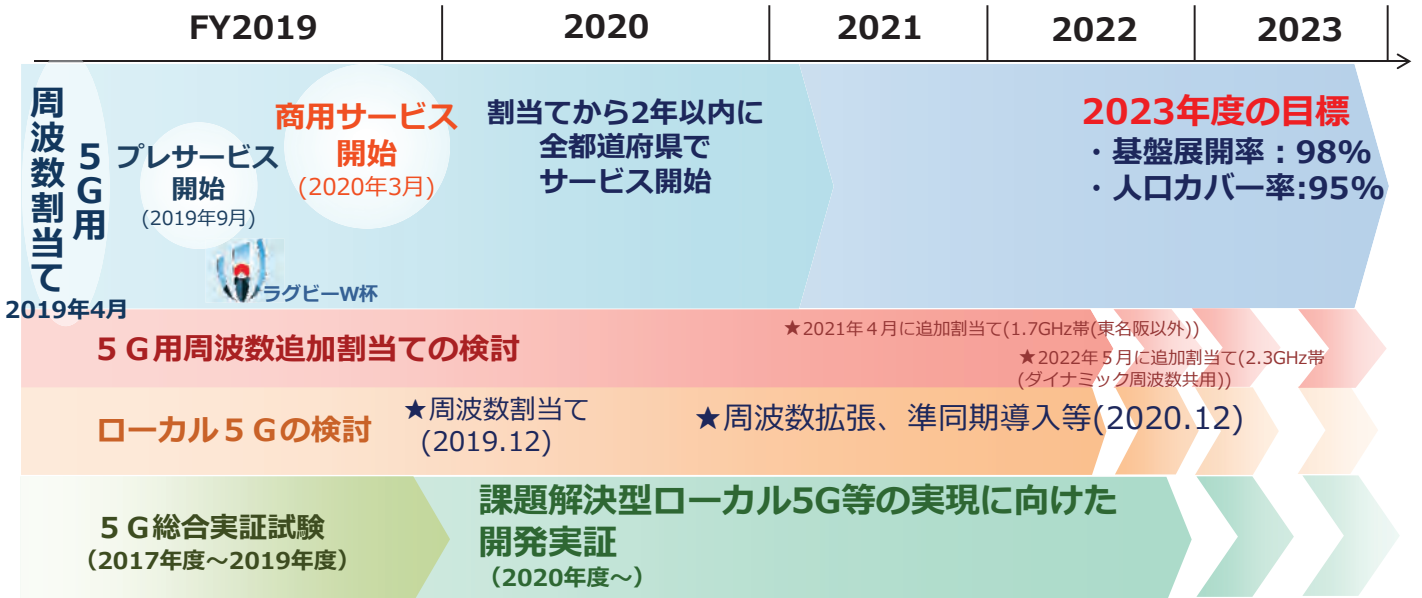 FY2019
2020
2021
2022
2023
5G用
周波数割当て
2019年4月
プレサービス
開始
(2019年9月)
商用サービス
開始
(2020年3月)
ラグビーW杯
割当てから2年以内に
全都道府県で
サービス開始
2023年度の目標
・基盤展開率：98%
・人口カバー率:95%
５Ｇ用周波数追加割当ての検討
★2021年４月に追加割当て(1.7GHz帯(東名阪以外))
★2022年５月に追加割当て(2.3GHz帯
(ダイナミック周波数共用))
ローカル５Ｇの検討
★周波数割当て
(2019.12)
★周波数拡張、準同期導入等(2020.12)
５Ｇ総合実証試験
（2017年度～2019年度）
課題解決型ローカル5G等の実現に向けた
開発実証
（2020年度～）